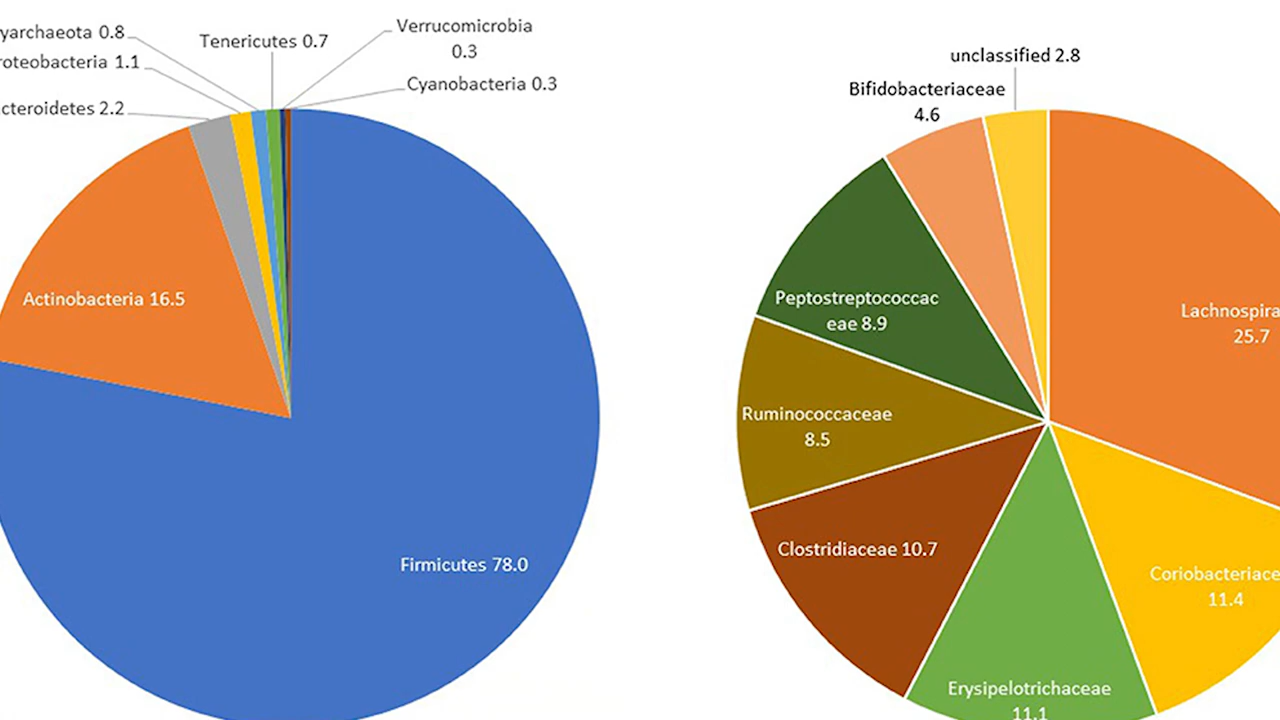 yarchaeota 0.8
roteobacteria 1.1
cteroidetes 2.2
Tenericutes 0.7
Verrucomicrobia
0.3
Cyanobacteria 0.3
Actinobacteria 16.5
Firmicutes 78.0
unclassified 2.8
Bifidobacteriaceae
4.6
Peptostreptococcac
eae 8.9
Ruminococcaceae
8.5
Clostridiaceae 10.7
Erysipelotrichaceae
11.1
Lachnospira
25.7
Coriobacteriace
11.4